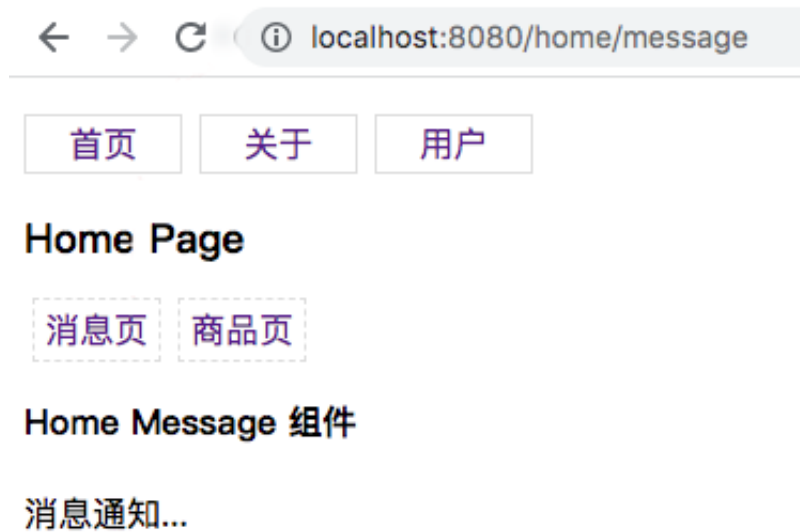 localhost:8080/home/message
首页 关于 用户
Home Page
消息页 商品页
Home Message 组件
消息通知...